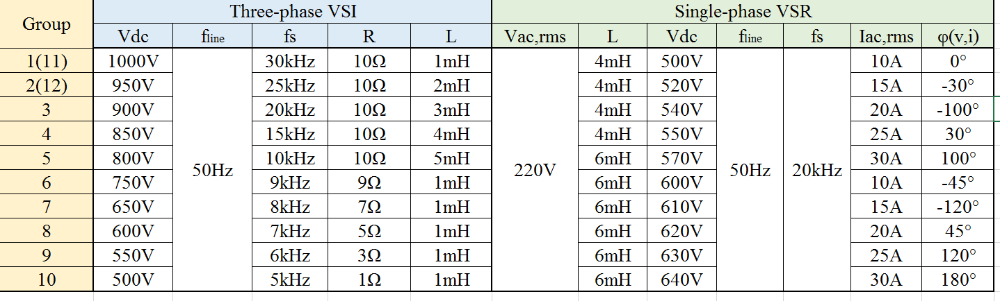 Group Three-phase VSI Single-phase VSR
Vdc fline fs R L Vac,rms L Vdc fline fs Iac,rms φ(v,i)
1(11) 1000V 30kHz 10Ω 1mH 4mH 500V 10A 0°
2(12) 950V 25kHz 10Ω 2mH 4mH 520V 15A -30°
3 900V 20kHz 10Ω 3mH 4mH 540V 20A -100°
4 850V 15kHz 10Ω 4mH 4mH 550V 25A 30°
5 800V 10kHz 10Ω 5mH 6mH 570V 30A 100°
50Hz 220V 50Hz 20kHz
6 750V 9kHz 9Ω 1mH 6mH 600V 10A -45°
7 650V 8kHz 7Ω 1mH 6mH 610V 15A -120°
8 600V 7kHz 5Ω 1mH 6mH 620V 20A 45°
9 550V 6kHz 3Ω 1mH 6mH 630V 25A 120°
10 500V 5kHz 1Ω 1mH 6mH 640V 30A 180°